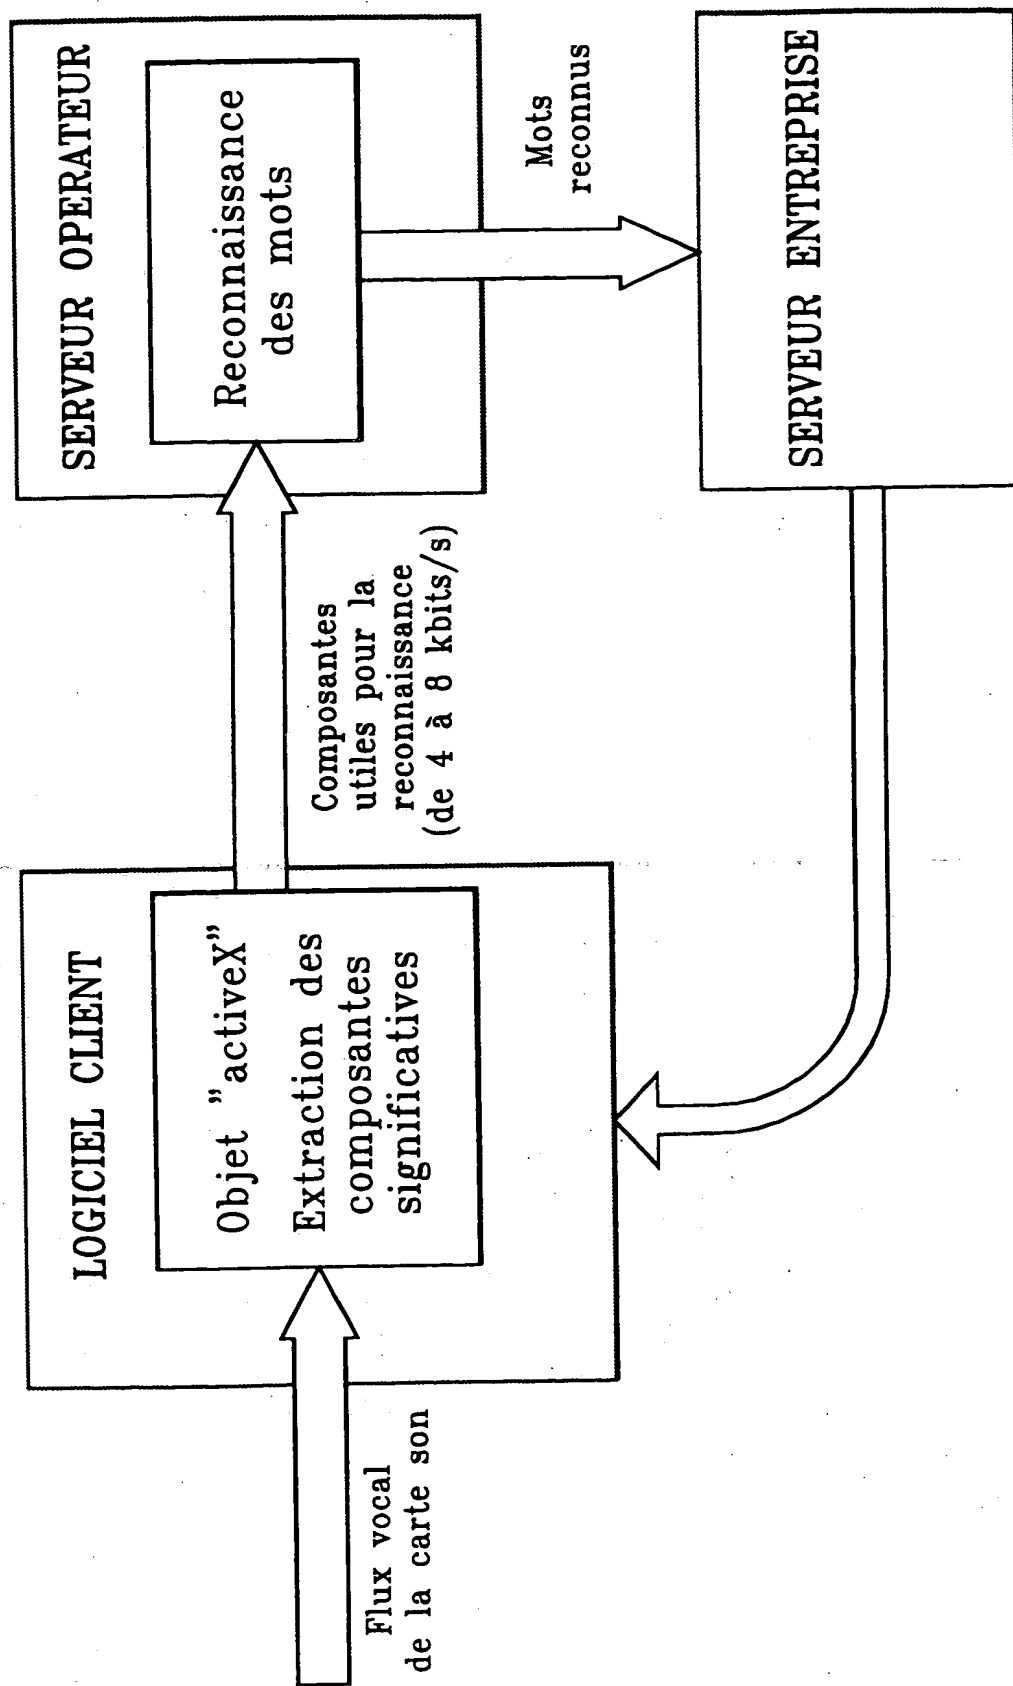 LOGICIEL CLIENT
Objet "activeX"
Extraction des
composantes
significatives
Flux vocal
de la carte son
Composantes
utiles pour la
reconnaissance
(de 4 à 8 kbits/s)
SERVEUR OPERATEUR
Reconnaissance
des mots
Mots
reconnus
SERVEUR ENTREPRISE